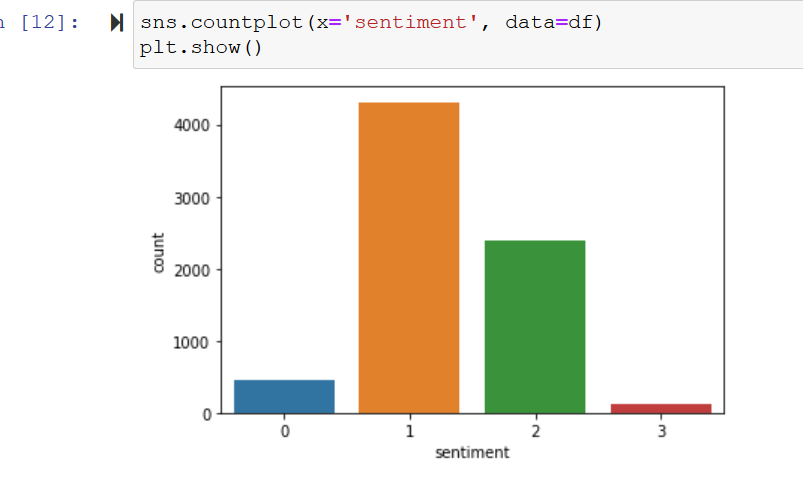 [12]:
sns.countplot(x='sentiment', data=df)
plt.show()
4000
3000
2000
1000
0
count
0 1 2 3
sentiment